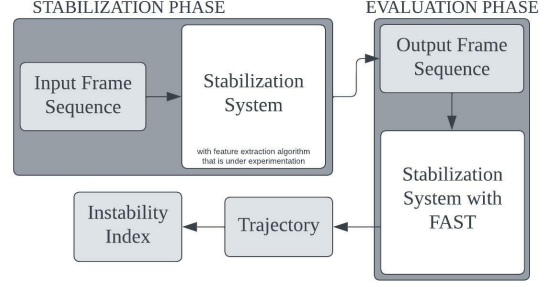 STABILIZATION PHASE
Input Frame
Sequence
Stabilization
System
with feature extraction algorithm
that is under experimentation
EVALUATION PHASE
Output Frame
Sequence
Stabilization
System with
FAST
Trajectory
Instability
Index